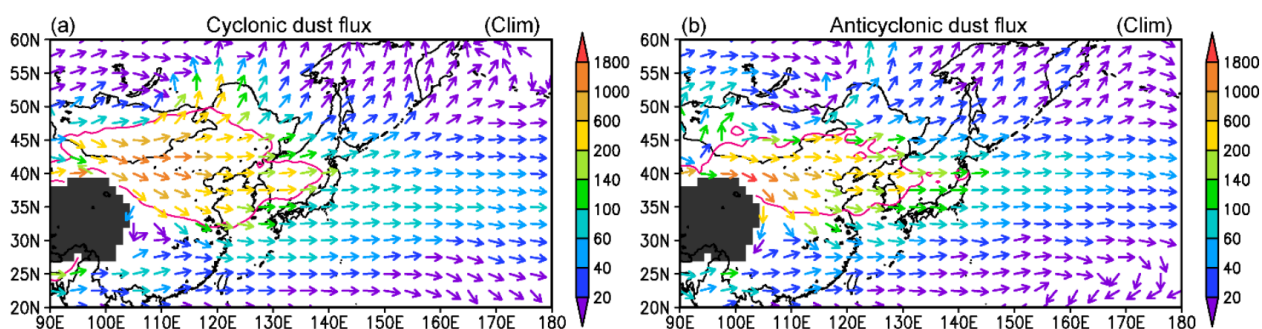 (a) Cyclonic dust flux (Clim)
60N
55N
50N
45N
40N
35N
30N
25N
20N
90E 100E 110E 120E 130E 140E 150E 160E 170E 180
1800
1000
600
200
140
100
60
40
20
(b) Anticyclonic dust flux (Clim)
60N
55N
50N
45N
40N
35N
30N
25N
20N
90E 100E 110E 120E 130E 140E 150E 160E 170E 180
1800
1000
600
200
140
100
60
40
20